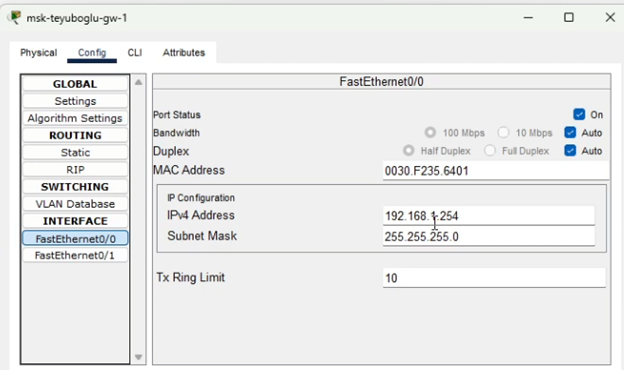 msk-teyuboglu-gw-1
Physical Config CLI Attributes
GLOBAL
Settings
Algorithm Settings
ROUTING
Static
RIP
SWITCHING
VLAN Database
INTERFACE
FastEthernet0/0
FastEthernet0/1
FastEthernet0/0
Port Status On
Bandwidth 100 Mbps 10 Mbps Auto
Duplex Half Duplex Full Duplex Auto
MAC Address 0030.F235.6401
IP Configuration
IPv4 Address 192.168.1.254
Subnet Mask 255.255.255.0
Tx Ring Limit 10